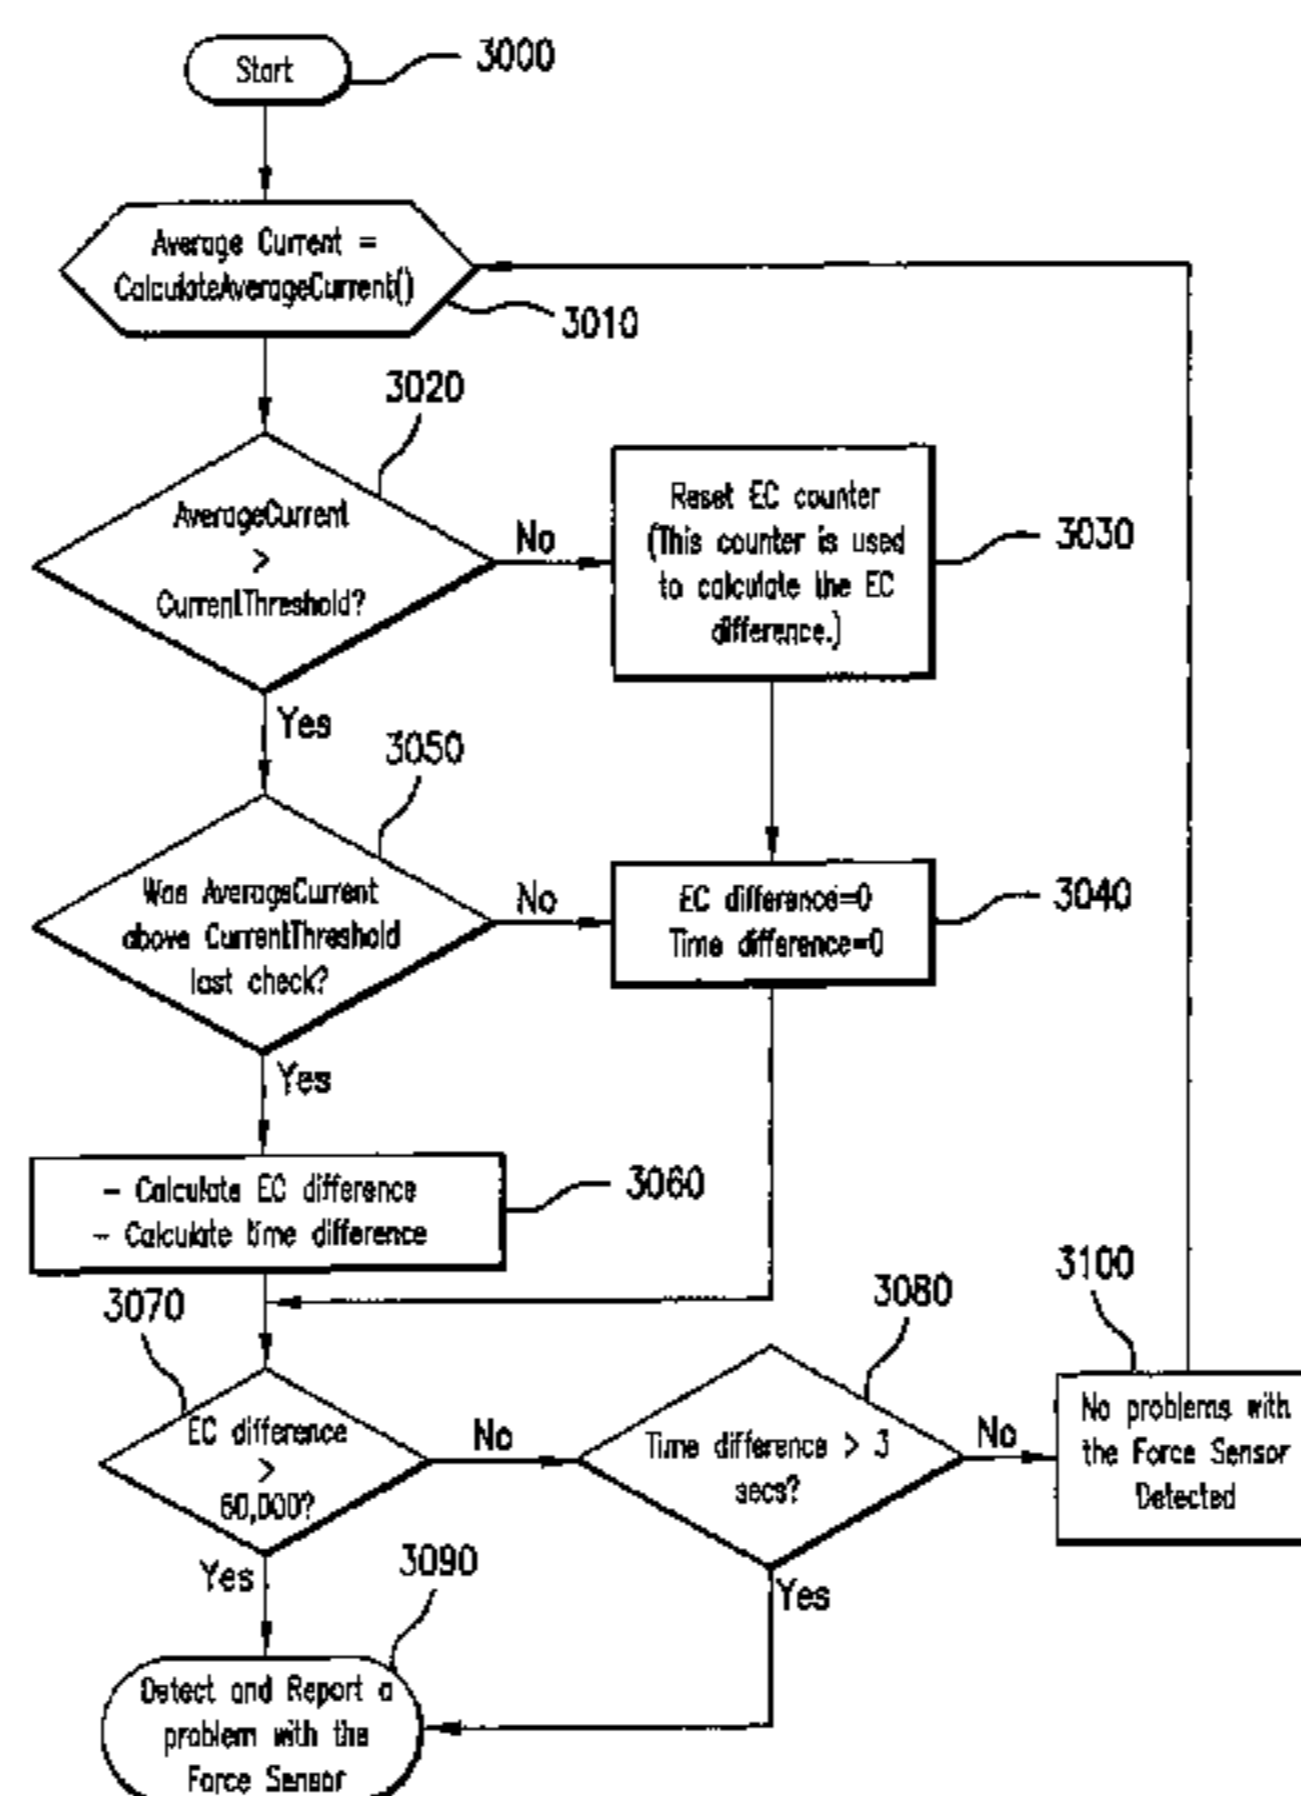 Start
3000
Average Current =
CalculateAverageCurrent()
3010
3020
AverageCurrent
>
CurrentThreshold?
No
Reset EC counter
(This counter is used
to calculate the EC
difference.)
3030
Yes
3050
Was AverageCurrent
above CurrentThreshold
last check?
No
EC difference=0
Time difference=0
3040
Yes
- Calculate EC difference
- Calculate time difference
3060
3070
EC difference
>
60,000?
No
3080
Time difference > 3
secs?
No
3100
No problems with
the Force Sensor
Detected
Yes
3090
Yes
Detect and Report a
problem with the
Force Sensor